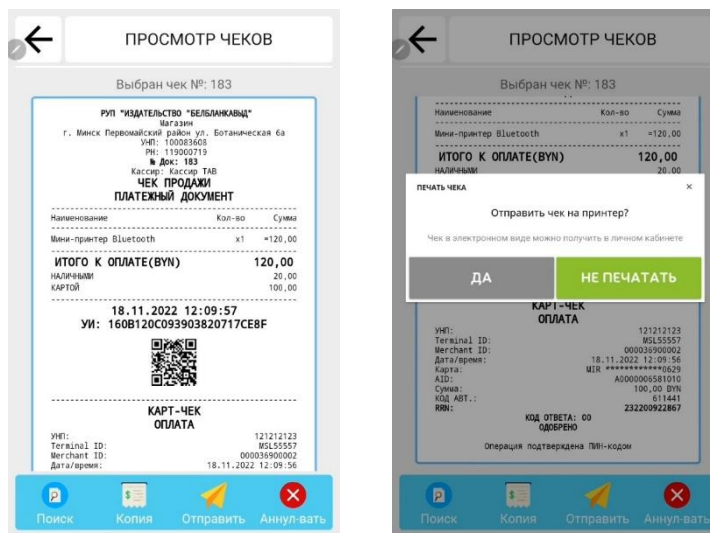 ПРОСМОТР ЧЕКОВ
Выбран чек №: 183
РУП "ИЗДАТЕЛЬСТВО "БЕЛБЛАНКАВЫД"
Магазин
г. Минск Первомайский район ул. Ботаническая 6а
УНП: 100083608
РН: 119000719
№ Док: 183
Кассир: Кассир ТАВ
ЧЕК ПРОДАЖИ
ПЛАТЕЖНЫЙ ДОКУМЕНТ
Наименование Кол-во Сумма
Мини-принтер Bluetooth x1 =120,00
ИТОГО К ОПЛАТЕ(BYN) 120,00
НАЛИЧНЫМИ 20,00
КАРТОЙ 100,00
18.11.2022 12:09:57
УИ: 160B120C093903820717CE8F
КАРТ-ЧЕК
ОПЛАТА
УНП: 121212123
Terminal ID: MSL55557
Merchant ID: 000036900002
Дата/время: 18.11.2022 12:09:56
Поиск Копия Отправить Аннул-вать
ПРОСМОТР ЧЕКОВ
Выбран чек №: 183
Наименование Кол-во Сумма
Мини-принтер Bluetooth x1 =120,00
ИТОГО К ОПЛАТЕ(BYN) 120,00
НАЛИЧНЫМИ 20,00
ПЕЧАТЬ ЧЕКА ×
Отправить чек на принтер?
Чек в электронном виде можно получить в личном кабинете
ДА НЕ ПЕЧАТАТЬ
КАРТ-ЧЕК
ОПЛАТА
УНП: 121212123
Terminal ID: MSL55557
Merchant ID: 000036900002
Дата/время: 18.11.2022 12:09:56
Карта: MIR ************0629
AID: A0000006581010
Сумма: 100,00 BYN
КОД АВТ.: 611441
RRN: 232200922867
КОД ОТВЕТА: 00
ОДОБРЕНО
Операция подтверждена ПИН-кодом
Поиск Копия Отправить Аннул-вать